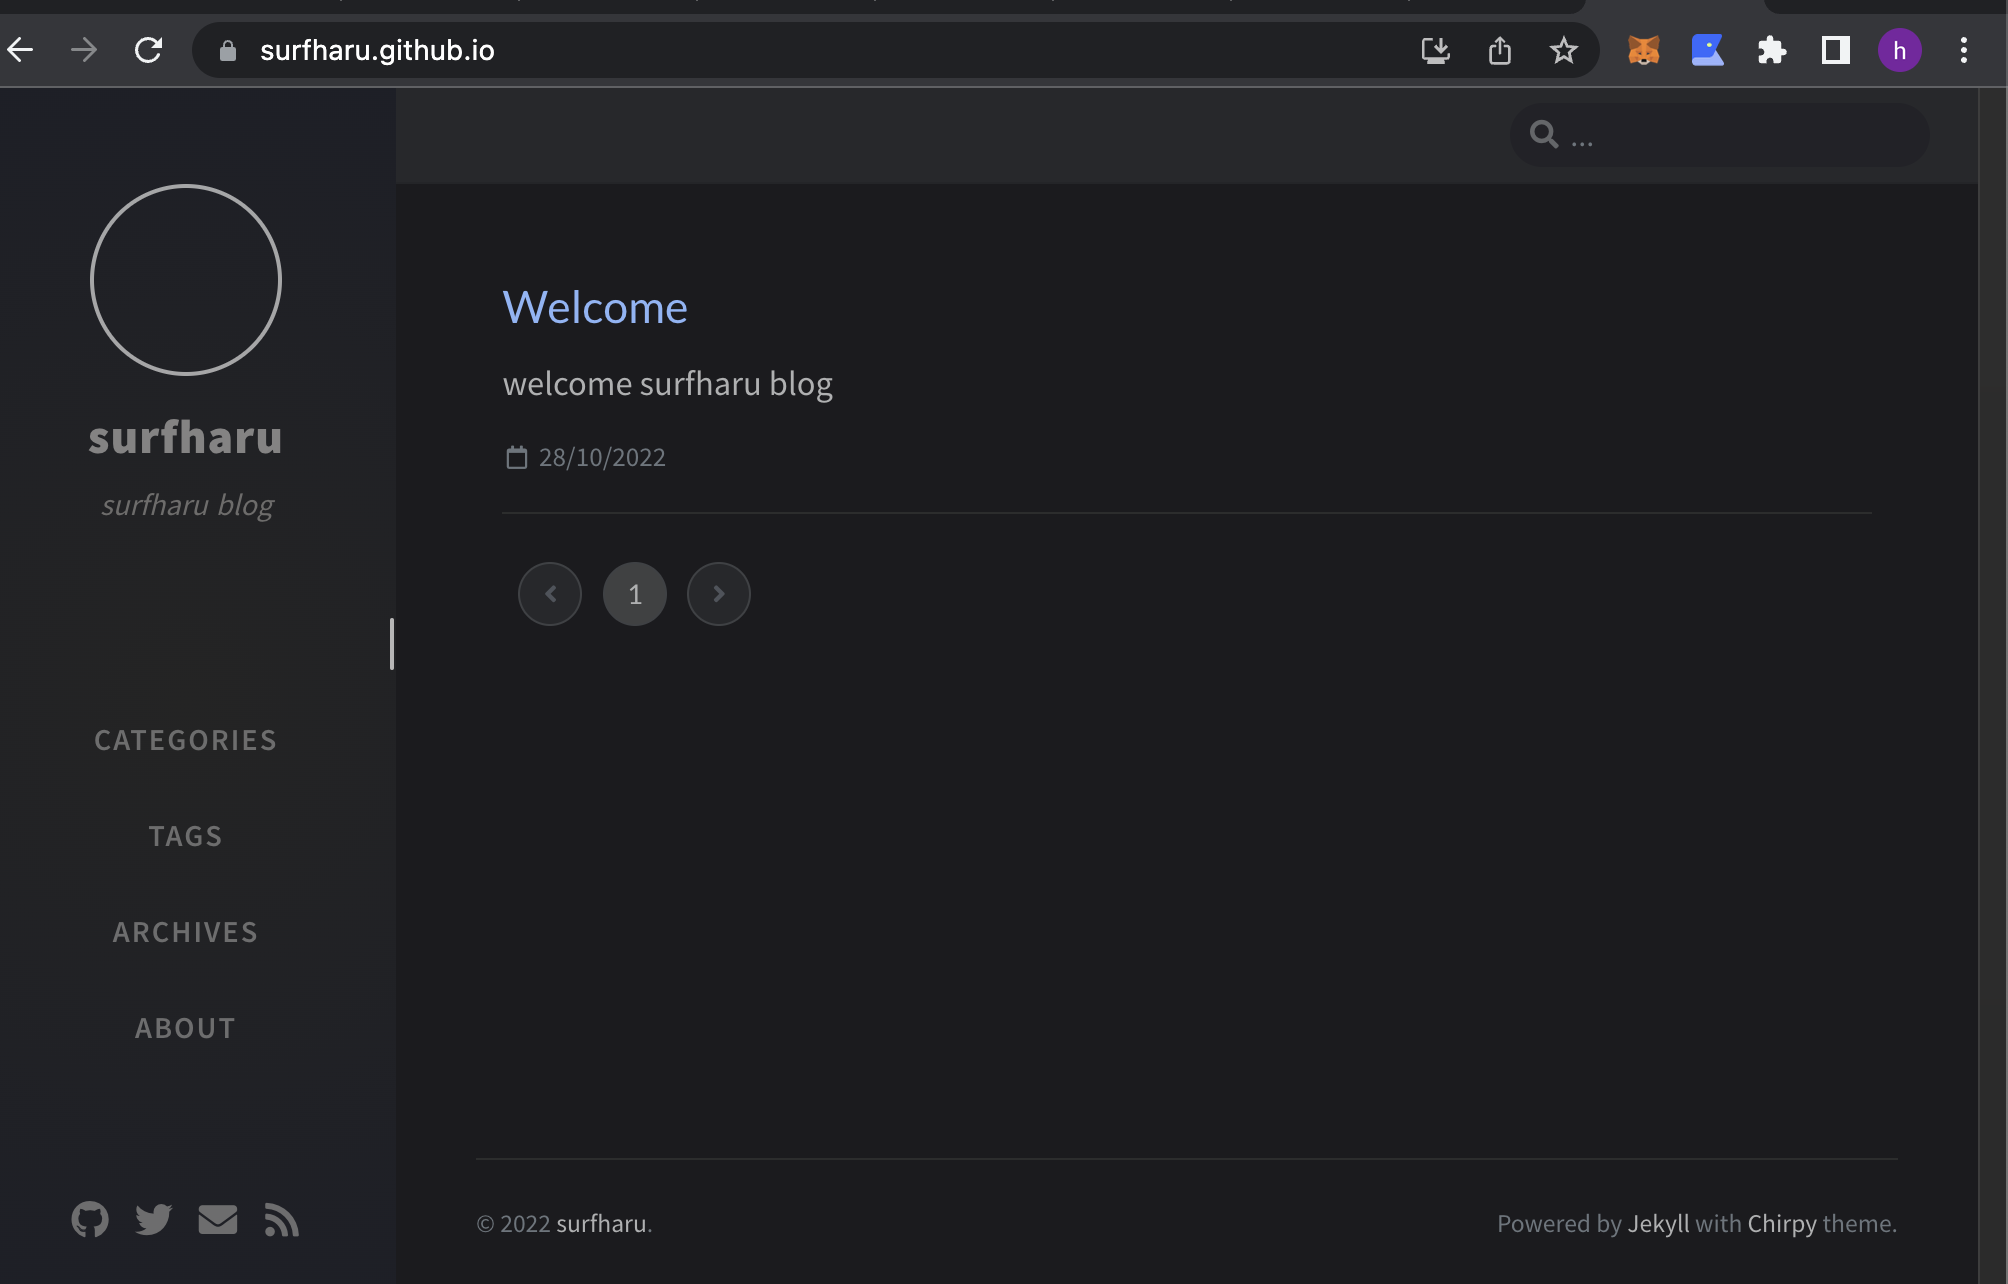 surfharu.github.io
h
...
surfharu
surfharu blog
CATEGORIES
TAGS
ARCHIVES
ABOUT
Welcome
welcome surfharu blog
28/10/2022
1
© 2022 surfharu.
Powered by Jekyll with Chirpy theme.